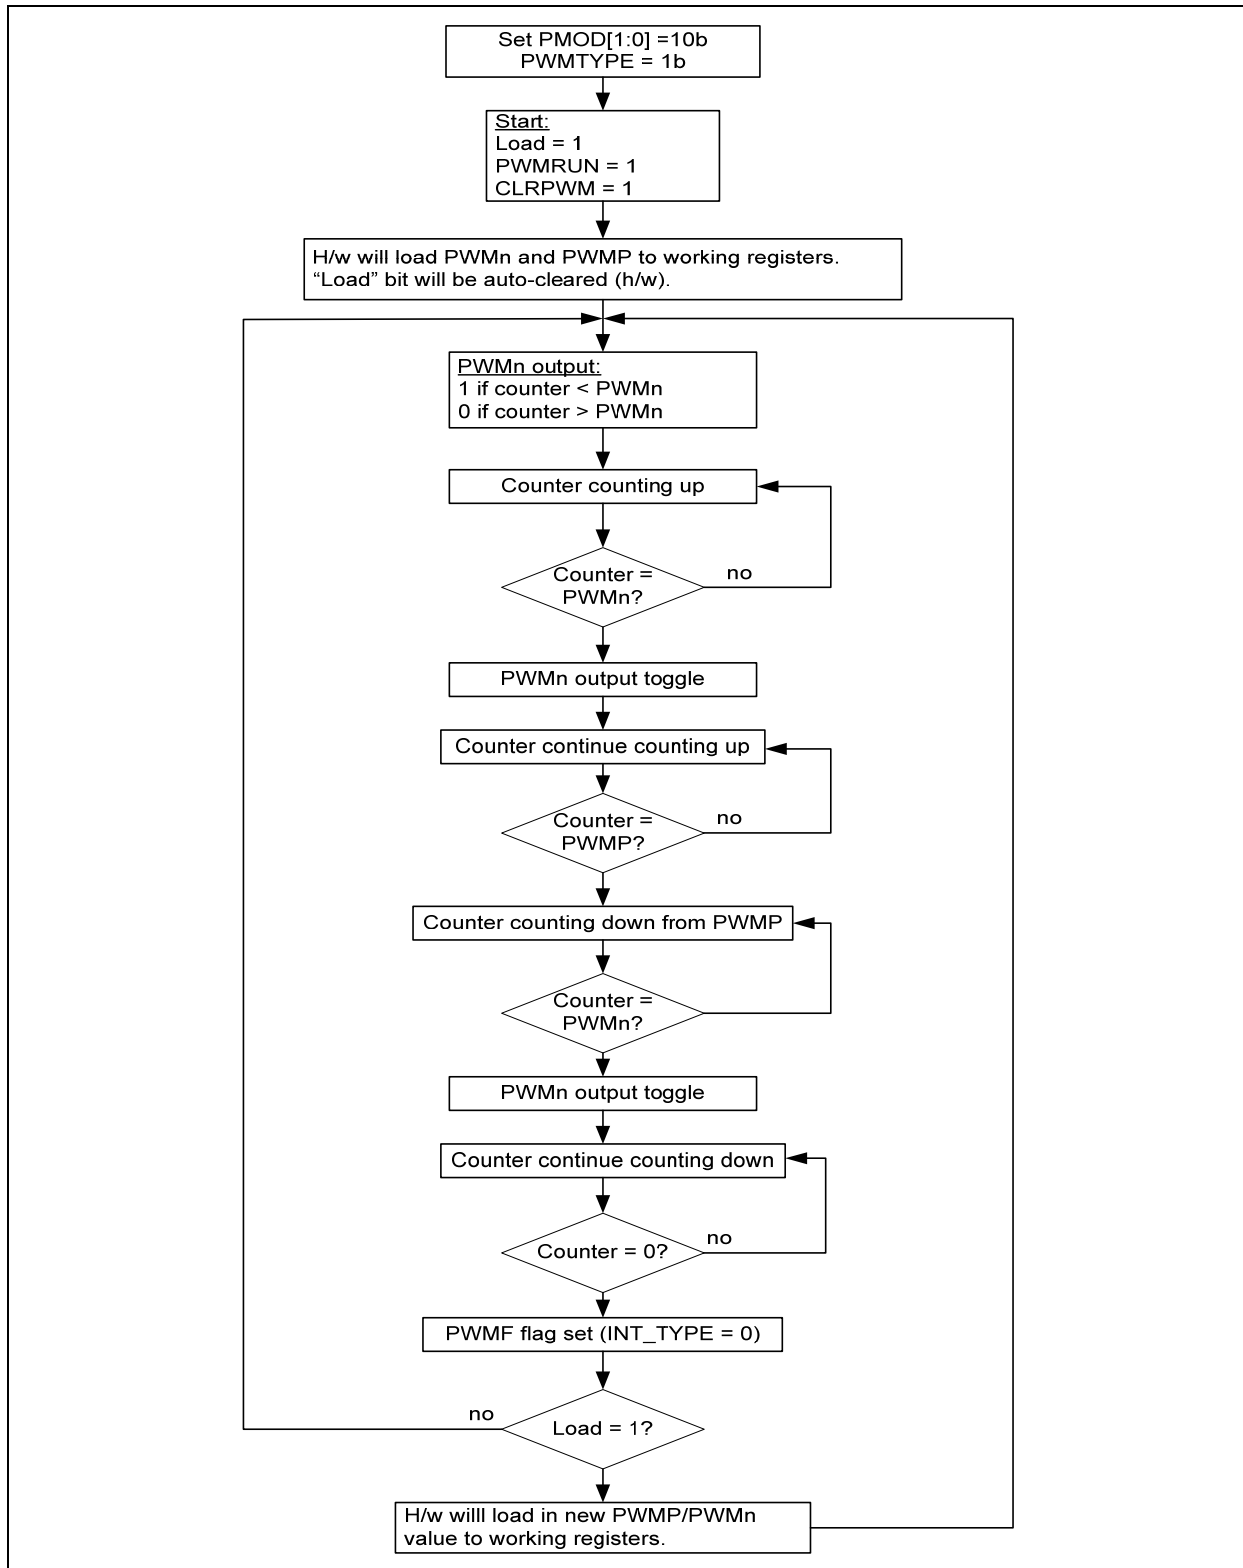 Set PMOD[1:0] =10b
PWMTYPE = 1b
Start:
Load = 1
PWMRUN = 1
CLRPWM = 1
H/w will load PWMn and PWMP to working registers.
“Load” bit will be auto-cleared (h/w).
PWMn output:
1 if counter < PWMn
0 if counter > PWMn
Counter counting up
Counter =
PWMn?
no
PWMn output toggle
Counter continue counting up
Counter =
PWMP?
no
Counter counting down from PWMP
Counter =
PWMn?
PWMn output toggle
Counter continue counting down
Counter = 0?
no
PWMF flag set (INT_TYPE = 0)
Load = 1?
no
H/w willl load in new PWMP/PWMn
value to working registers.